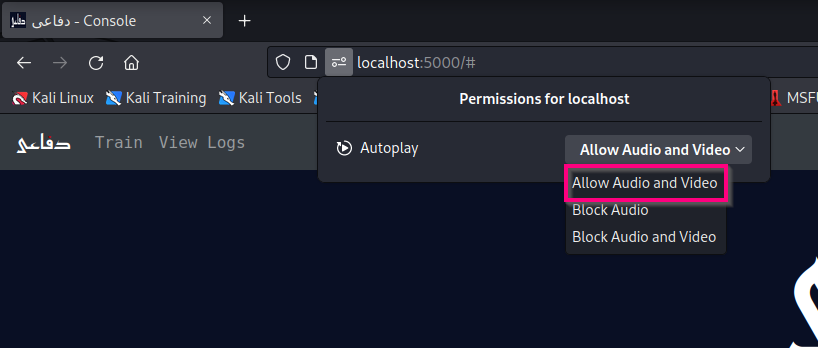 دفاعی - Console
localhost:5000/#
Kali Linux Kali Training Kali Tools MSFU
Permissions for localhost
دفاعی Train View Logs
Autoplay Allow Audio and Video
Allow Audio and Video
Block Audio
Block Audio and Video